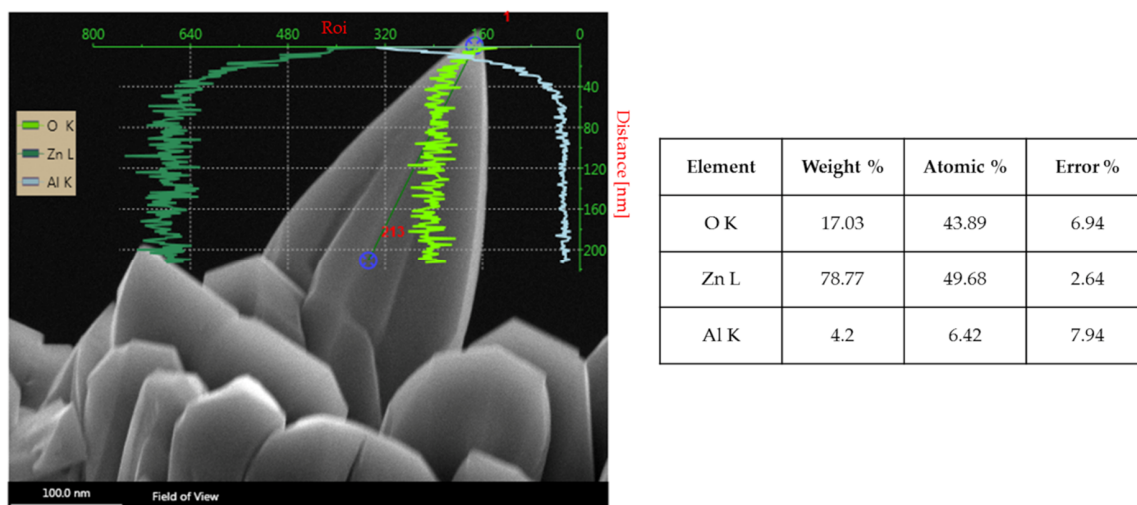 1
Roi
800 640 480 320 160 0
40
80
120
160
200
Distance [nm]
O K
Zn L
Al K
213
100.0 nm Field of View
Element Weight % Atomic % Error %
O K 17.03 43.89 6.94
Zn L 78.77 49.68 2.64
Al K 4.2 6.42 7.94